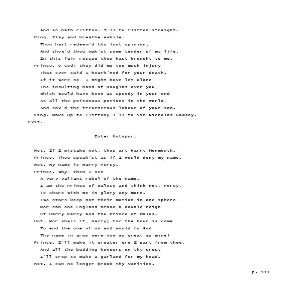 And so hath Clifton. I'll to Clifton straight.
King. Stay and breathe awhile.
Thou hast redeem'd thy lost opinion,
And show'd thou mak'st some tender of my life,
In this fair rescue thou hast brought to me.
Prince. O God! they did me too much injury
That ever said I heark'ned for your death.
If it were so, I might have let alone
The insulting hand of Douglas over you,
Which would have been as speedy in your end
As all the poisonous potions in the world,
And sav'd the treacherous labour of your son.
King. Make up to Clifton; I'll to Sir Nicholas Gawsey.
Exit.
Enter Hotspur.
Hot. If I mistake not, thou art Harry Monmouth.
Prince. Thou speak'st as if I would deny my name.
Hot. My name is Harry Percy.
Prince. Why, then I see
A very valiant rebel of the name.
I am the Prince of Wales; and think not, Percy,
To share with me in glory any more.
Two stars keep not their motion in one sphere,
Nor can one England brook a double reign
Of Harry Percy and the Prince of Wales.
Hot. Nor shall it, Harry; for the hour is come
To end the one of us; and would to God
Thy name in arms were now as great as mine!
Prince. I'll make it greater ere I part from thee,
And all the budding honours on thy crest
I'll crop to make a garland for my head.
Hot. I can no longer brook thy vanities.